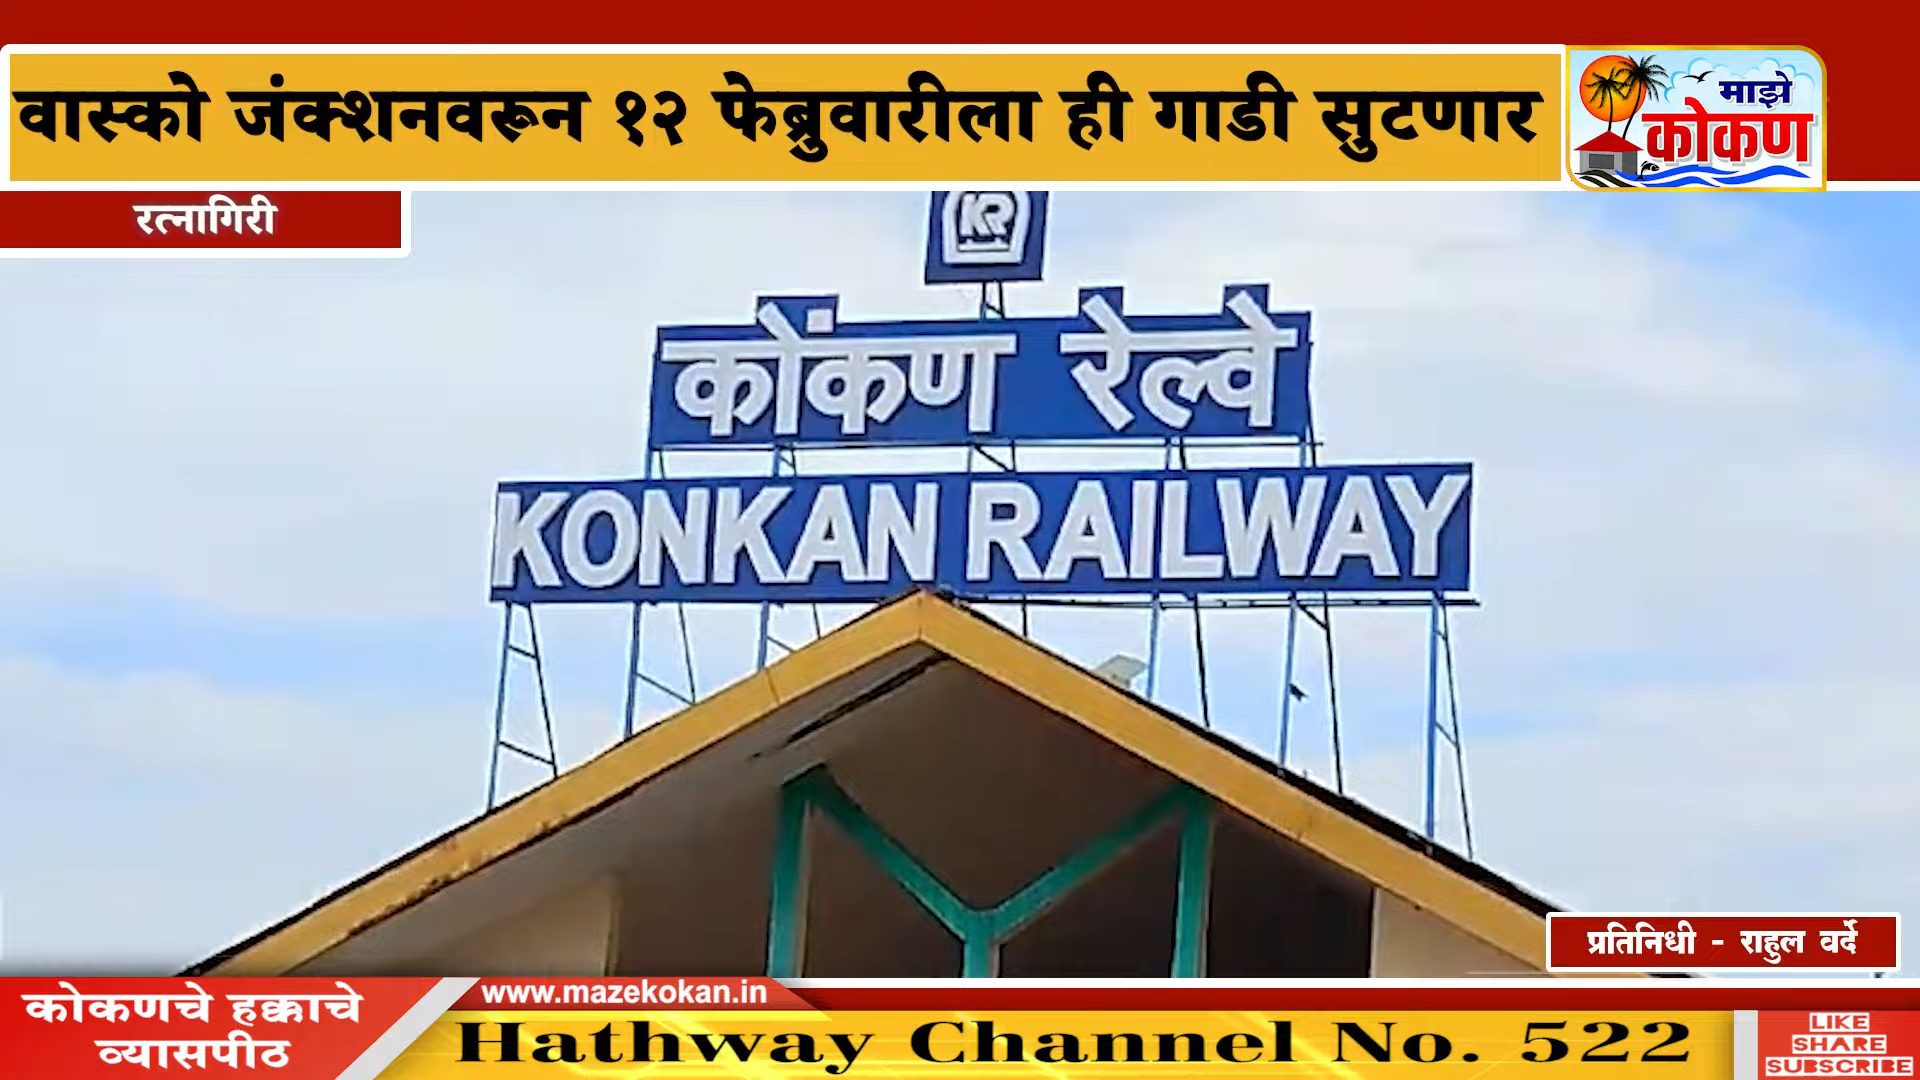 वास्को जंक्शनवरून १२ फेब्रुवारीला ही गाडी सुटणार
माझे
कोकण
रत्नागिरी
KR
कोंकण रेल्वे
KONKAN RAILWAY
प्रतिनिधी - राहुल वर्दे
कोकणचे हक्काचे
व्यासपीठ
www.mazekokan.in
Hathway Channel No. 522
LIKE
SHARE
SUBSCRIBE